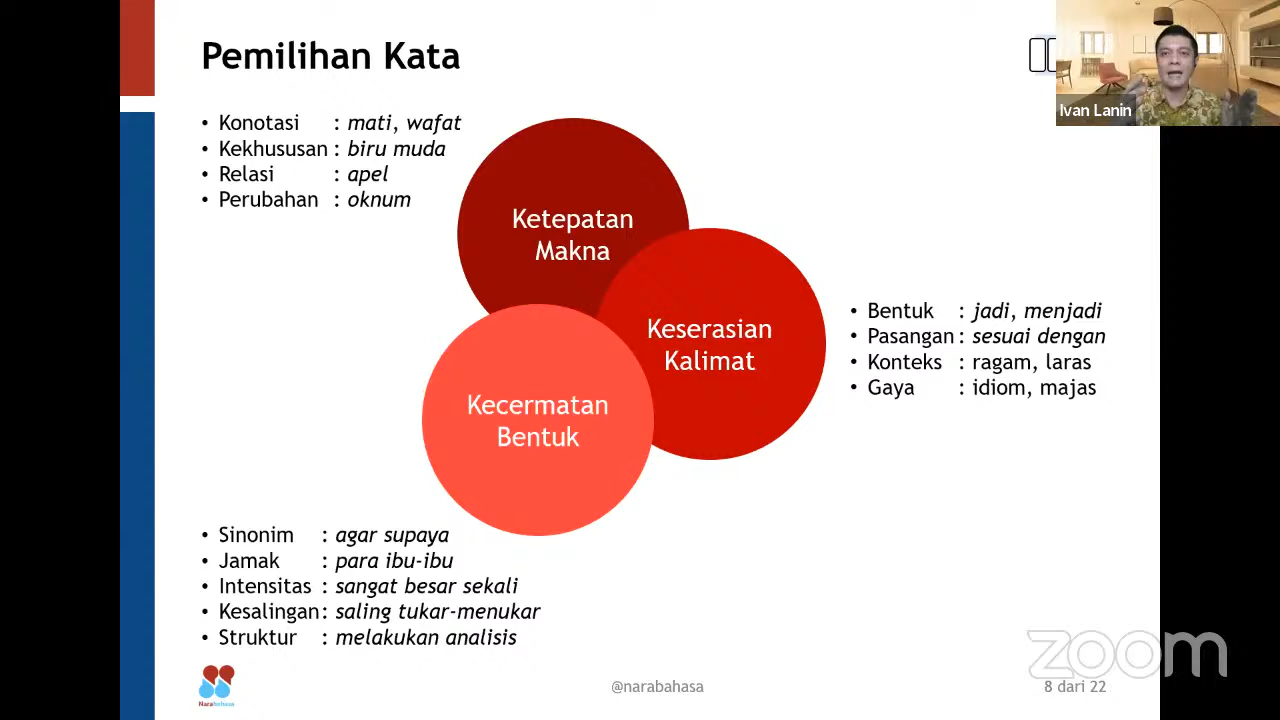 Pemilihan Kata
Ivan Lanin
• Konotasi : mati, wafat
• Kekhususan : biru muda
• Relasi : apel
• Perubahan : oknum
Ketepatan
Makna
Keserasian
Kalimat
• Bentuk : jadi, menjadi
• Pasangan : sesuai dengan
• Konteks : ragam, laras
• Gaya : idiom, majas
Kecermatan
Bentuk
• Sinonim : agar supaya
• Jamak : para ibu-ibu
• Intensitas : sangat besar sekali
• Kesalingan : saling tukar-menukar
• Struktur : melakukan analisis
Narabahasa
@narabahasa
8 dari 22
zoom